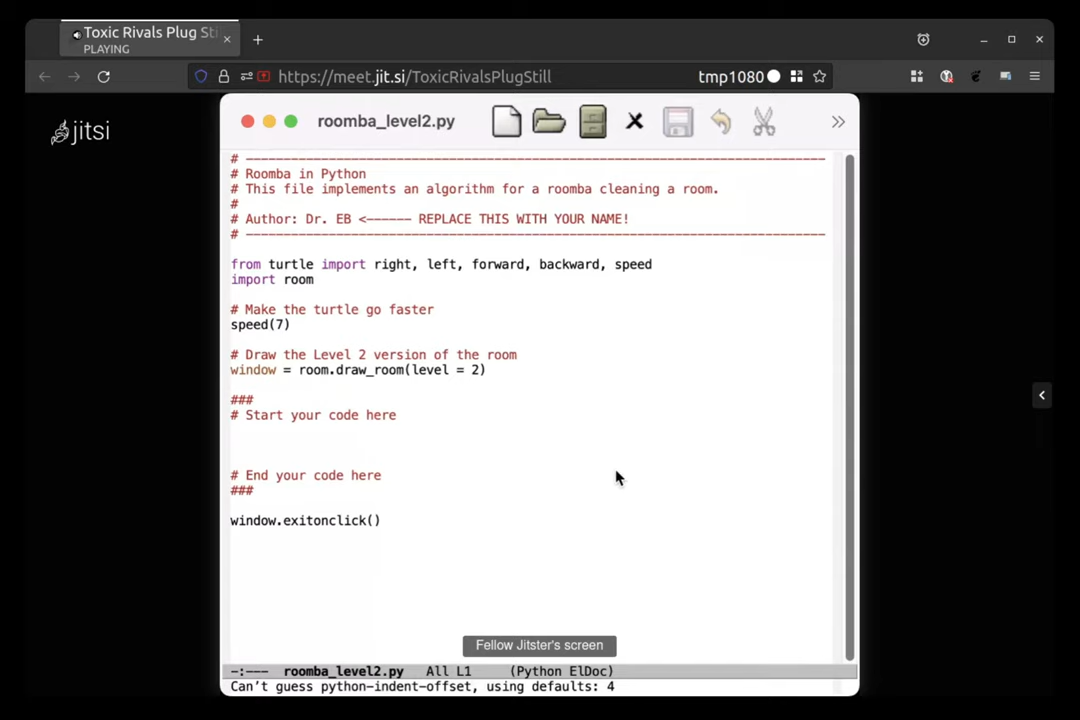 Toxic Rivals Plug Sti
PLAYING
https://meet.jit.si/ToxicRivalsPlugStill
tmp1080
jitsi
roomba_level2.py
# -----------------------------------------------------------------------------
# Roomba in Python
# This file implements an algorithm for a roomba cleaning a room.
#
# Author: Dr. EB <------ REPLACE THIS WITH YOUR NAME!
# -----------------------------------------------------------------------------
from turtle import right, left, forward, backward, speed
import room
# Make the turtle go faster
speed(7)
# Draw the Level 2 version of the room
window = room.draw_room(level = 2)
###
# Start your code here
# End your code here
###
window.exitonclick()
Fellow Jitster's screen
-:--- roomba_level2.py All L1 (Python ElDoc)
Can't guess python-indent-offset, using defaults: 4